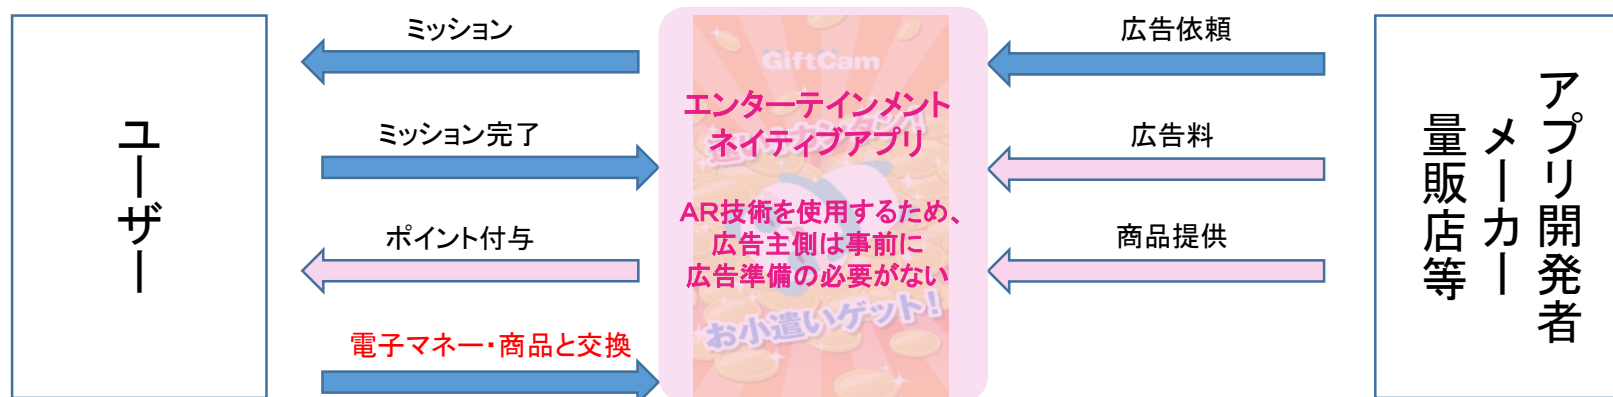 ユーザー
ミッション
ミッション完了
ポイント付与
電子マネー・商品と交換
GiftCam
エンターテインメント
ネイティブアプリ
AR技術を使用するため、
広告主側は事前に
広告準備の必要がない
お小遣いゲット!
広告依頼
広告料
商品提供
アプリ開発者
メーカー
量販店等